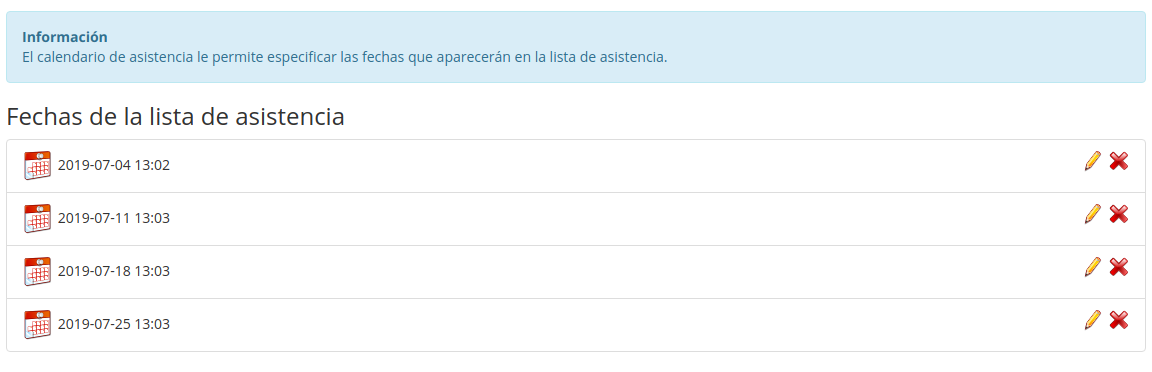 Información
El calendario de asistencia le permite especificar las fechas que aparecerán en la lista de asistencia.
Fechas de la lista de asistencia
2019-07-04 13:02
2019-07-11 13:03
2019-07-18 13:03
2019-07-25 13:03